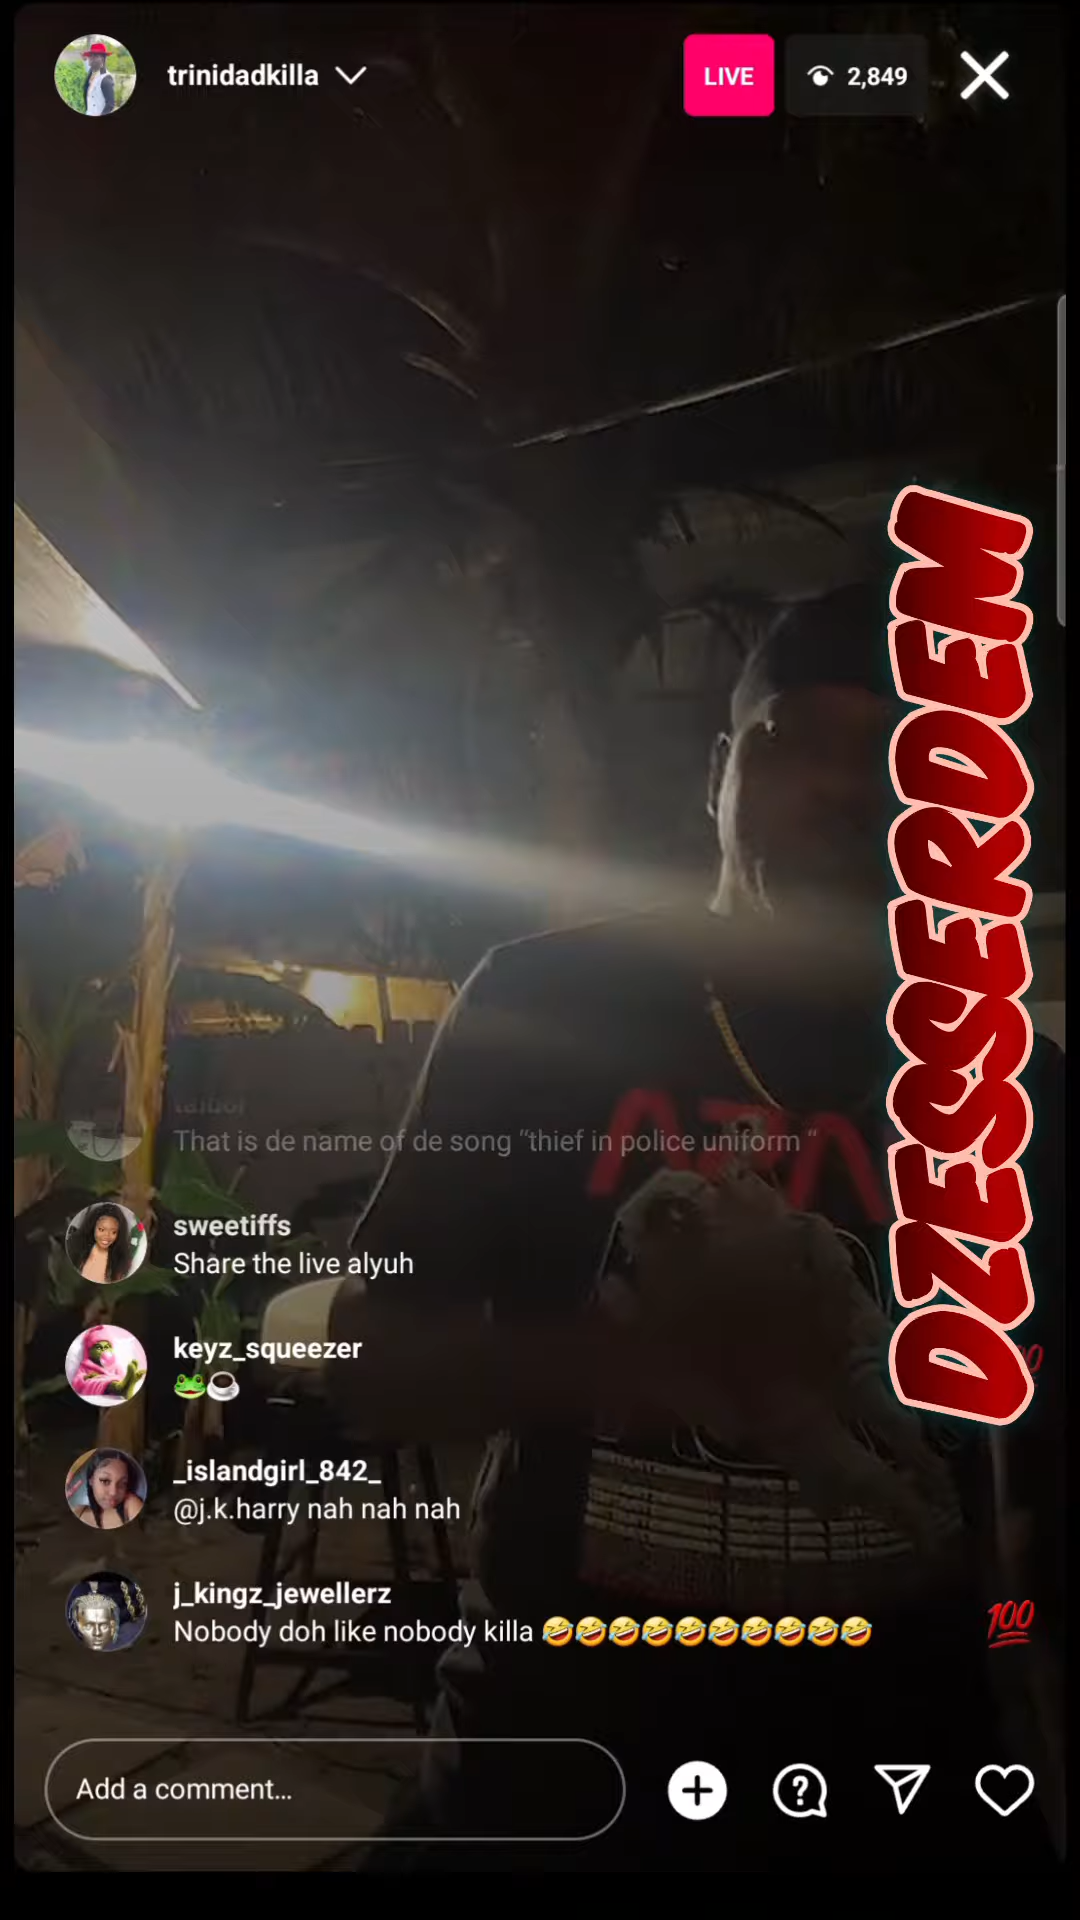 trinidadkilla
LIVE
2,849
DZESSERDEM
That is de name of de song “thief in police uniform “
sweetiffs
Share the live alyuh
keyz_squeezer
🐸☕
_islandgirl_842_
@j.k.harry nah nah nah
j_kingz_jewellerz
Nobody doh like nobody killa 🤣🤣🤣🤣🤣🤣🤣🤣🤣🤣
💯
Add a comment…